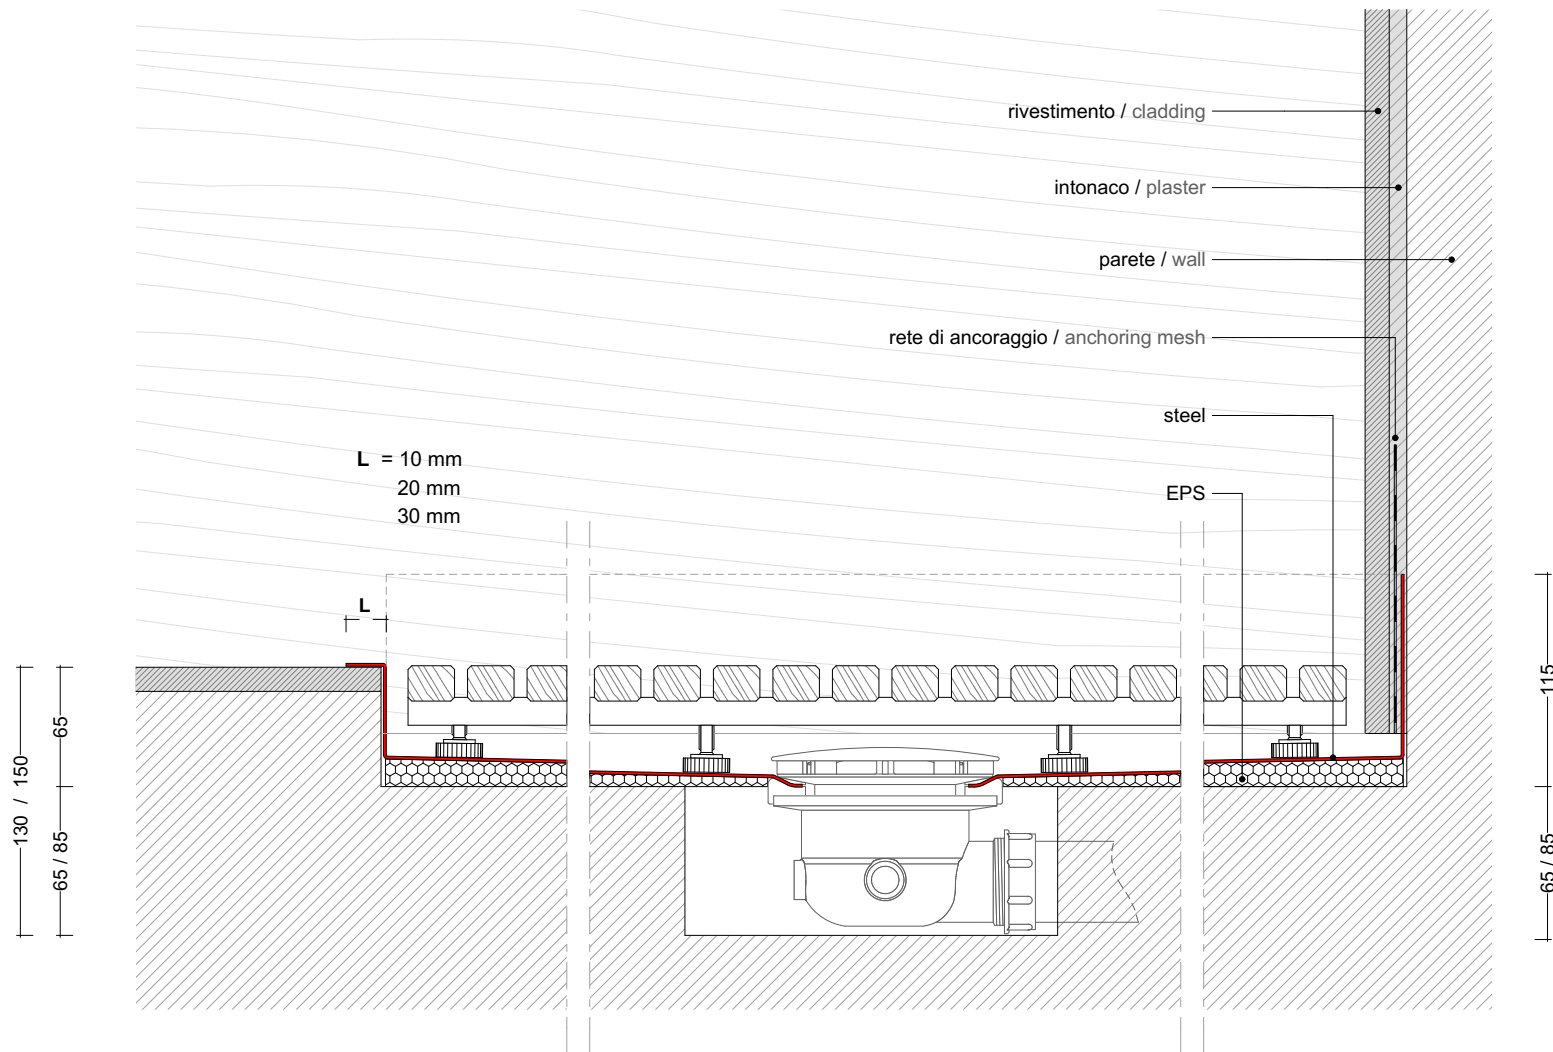 rivestimento / cladding
intonaco / plaster
parete / wall
rete di ancoraggio / anchoring mesh
steel
L = 10 mm
20 mm
30 mm
EPS
L
130 / 150
65
65 / 85
115
65 / 85